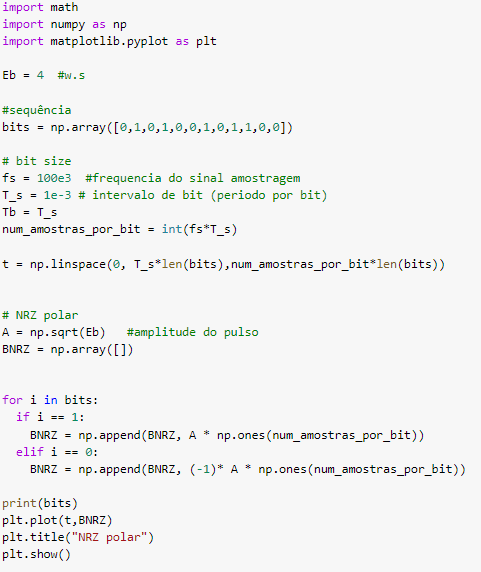 import math
import numpy as np
import matplotlib.pyplot as plt
Eb = 4  #w.s
#sequência
bits = np.array([0,1,0,1,0,0,1,0,1,1,0,0])
# bit size
fs = 100e3  #frequencia do sinal amostragem
T_s = 1e-3 # intervalo de bit (periodo por bit)
Tb = T_s
num_amostras_por_bit = int(fs*T_s)
t = np.linspace(0, T_s*len(bits),num_amostras_por_bit*len(bits))
# NRZ polar
A = np.sqrt(Eb)   #amplitude do pulso
BNRZ = np.array([])
for i in bits:
  if i == 1:
    BNRZ = np.append(BNRZ, A * np.ones(num_amostras_por_bit))
  elif i == 0:
    BNRZ = np.append(BNRZ, (-1)* A * np.ones(num_amostras_por_bit))
print(bits)
plt.plot(t,BNRZ)
plt.title("NRZ polar")
plt.show()